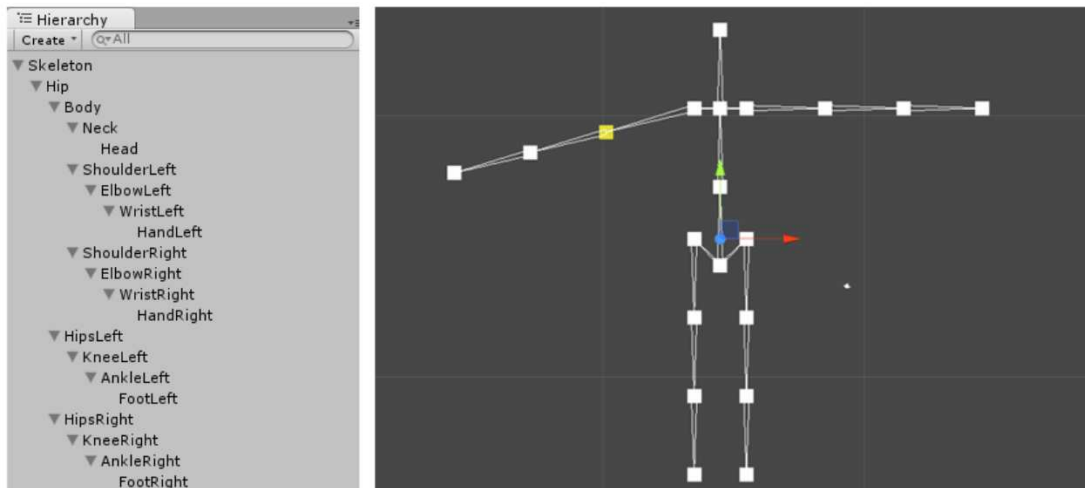 Hierarchy
Create
All
Skeleton
Hip
Body
Neck
Head
ShoulderLeft
ElbowLeft
WristLeft
HandLeft
ShoulderRight
ElbowRight
WristRight
HandRight
HipsLeft
KneeLeft
AnkleLeft
FootLeft
HipsRight
KneeRight
AnkleRight
FootRight